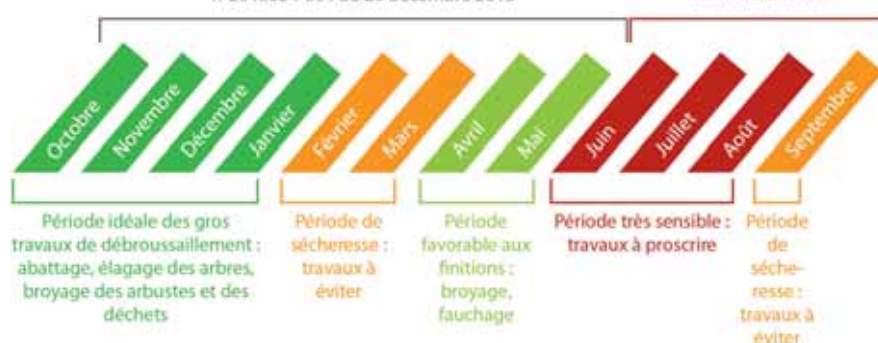 Octobre
Novembre
Décembre
Janvier
Février
Mars
Avril
Mai
Juin
Juillet
Août
Septembre
Période idéale des gros
travaux de débroussaillement :
abattage, élagage des arbres,
broyage des arbustes et des
déchets
Période de
sécheresse :
travaux à
éviter
Période
favorable aux
finitions :
broyage,
fauchage
Période très sensible :
travaux à proscrire
Période
de
séche-
resse :
travaux à
éviter